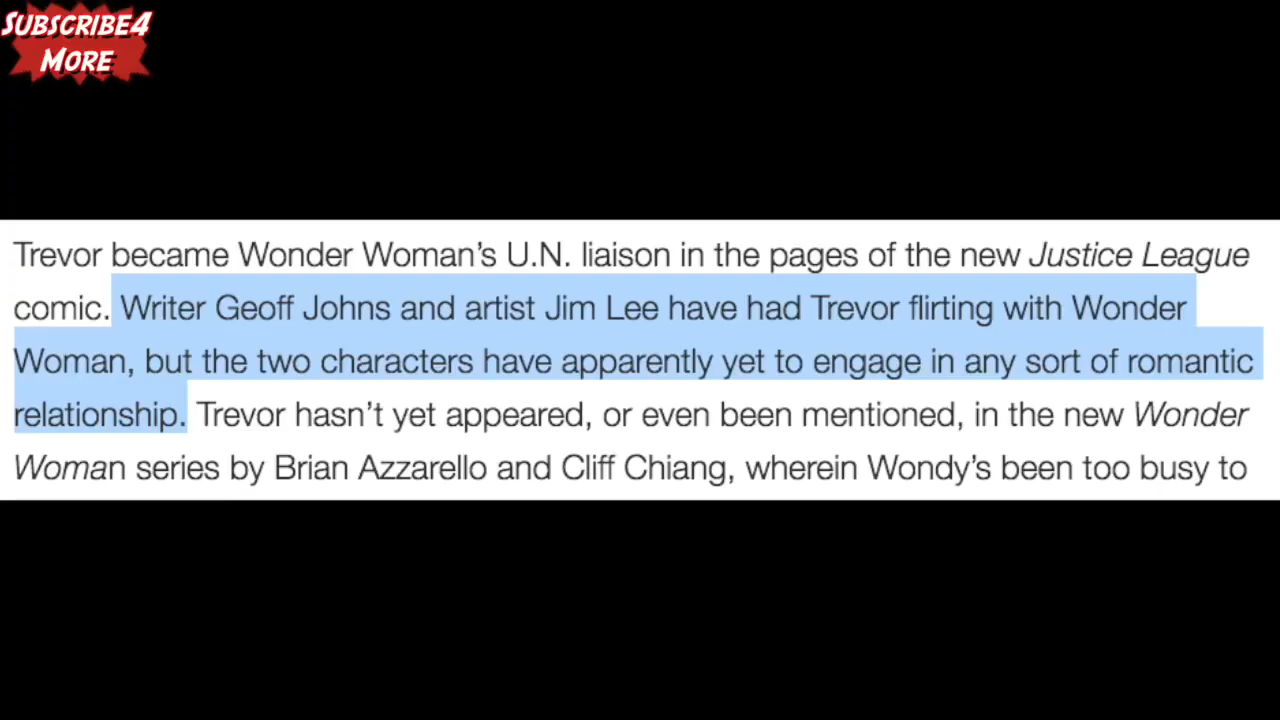 SUBSCRIBE4
MORE
Trevor became Wonder Woman’s U.N. liaison in the pages of the new Justice League
comic. Writer Geoff Johns and artist Jim Lee have had Trevor flirting with Wonder
Woman, but the two characters have apparently yet to engage in any sort of romantic
relationship. Trevor hasn’t yet appeared, or even been mentioned, in the new Wonder
Woman series by Brian Azzarello and Cliff Chiang, wherein Wondy’s been too busy to